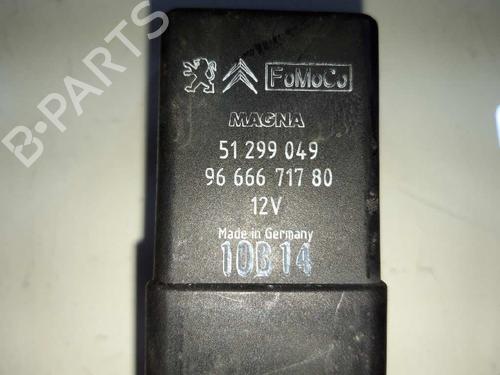 FoMoCo
MAGNA
51 299 049
96 666 717 80
12V
Made in Germany
10B14
B-PARTS